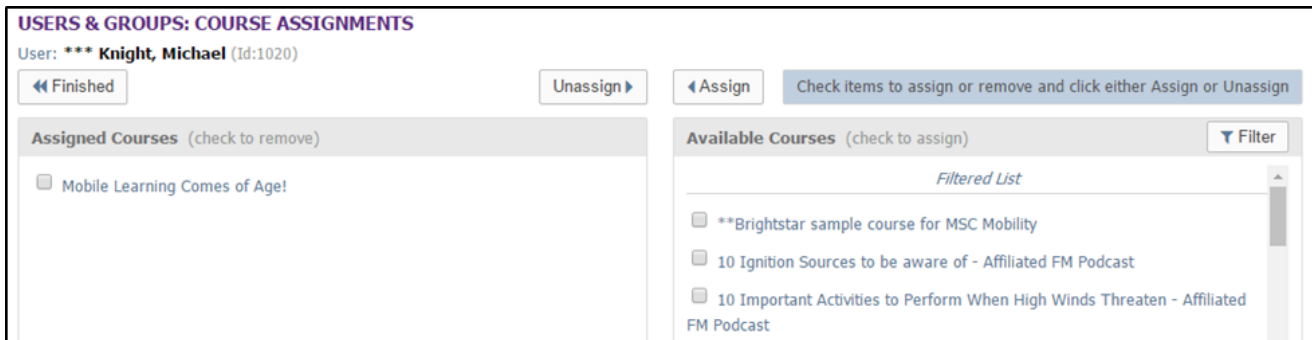 USERS & GROUPS: COURSE ASSIGNMENTS
User: *** Knight, Michael (Id:1020)
Finished
Unassign
Assign
Check items to assign or remove and click either Assign or Unassign
Assigned Courses (check to remove)
Mobile Learning Comes of Age!
Available Courses (check to assign)
Filter
Filtered List
**Brightstar sample course for MSC Mobility
10 Ignition Sources to be aware of - Affiliated FM Podcast
10 Important Activities to Perform When High Winds Threaten - Affiliated
FM Podcast